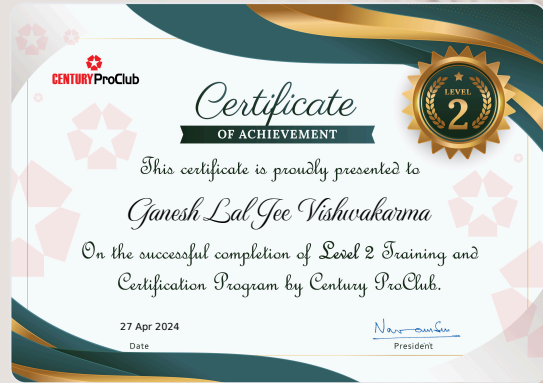 CENTURY ProClub
Certificate
OF ACHIEVEMENT
LEVEL
2
This certificate is proudly presented to
Ganesh Lal Jee Vishwakarma
On the successful completion of Level 2 Training and
Certification Program by Century ProClub.
27 Apr 2024
Date
President